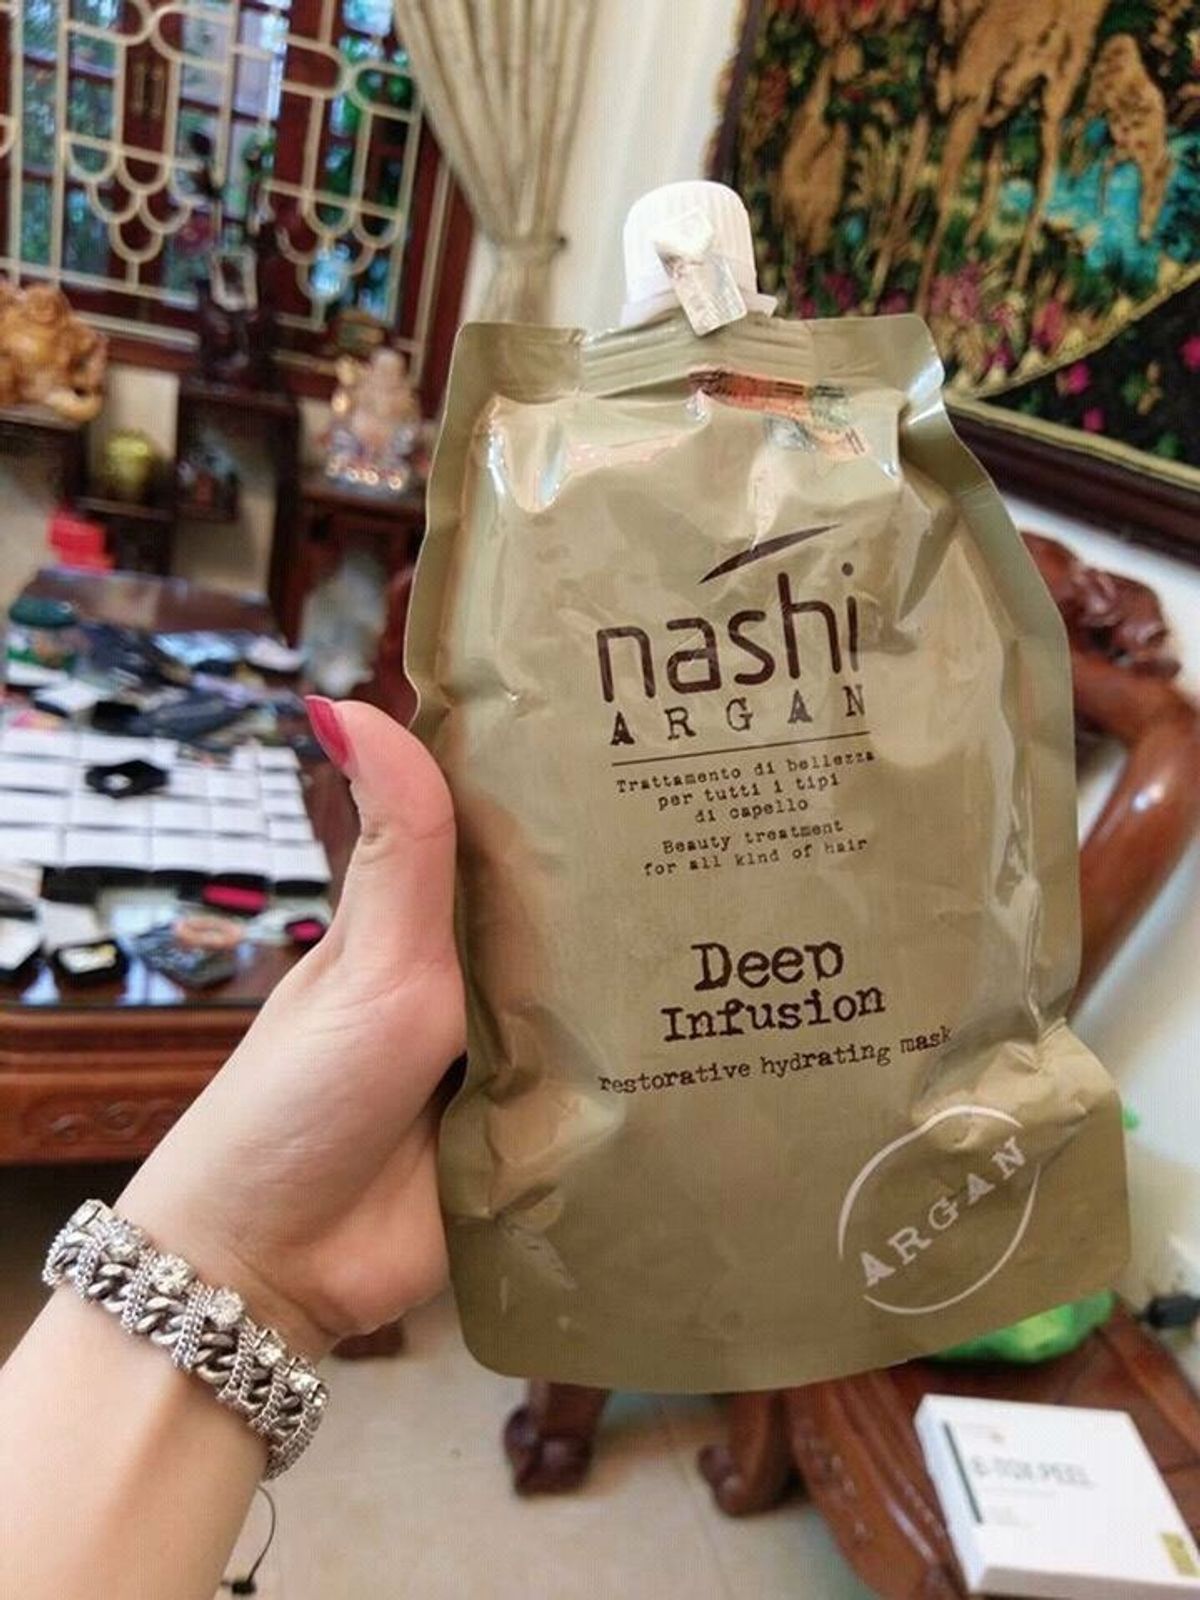 nashi
ARGAN
Trattamento di bellezza
per tutti i tipi
di capello
Beauty treatment
for all kind of hair
Deep
Infusion
restorative hydrating mask
ARGAN
PEEL